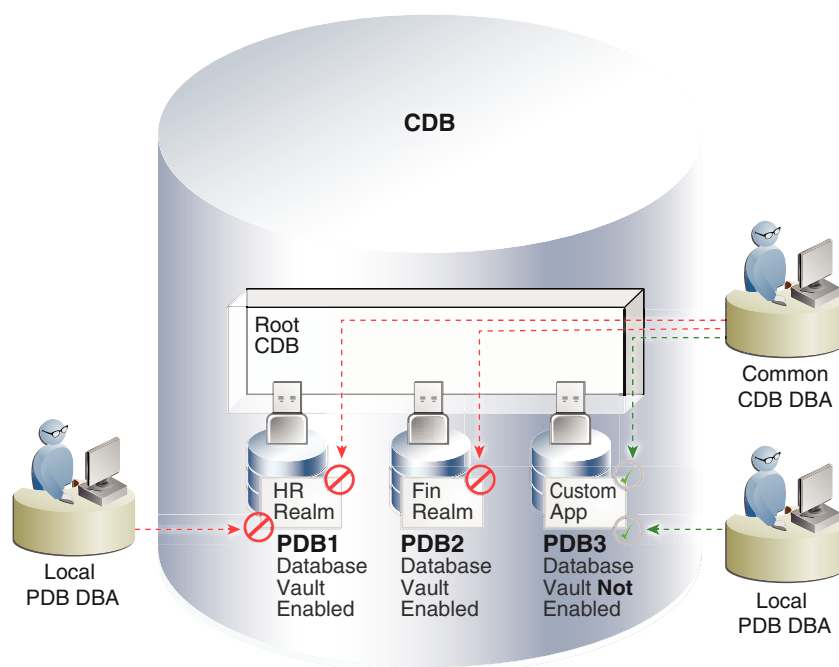 CDB
Root
CDB
Common
CDB DBA
HR
Realm
Fin
Realm
Custom
App
PDB1
Database
Vault
Enabled
PDB2
Database
Vault
Enabled
PDB3
Database
Vault Not
Enabled
Local
PDB DBA
Local
PDB DBA